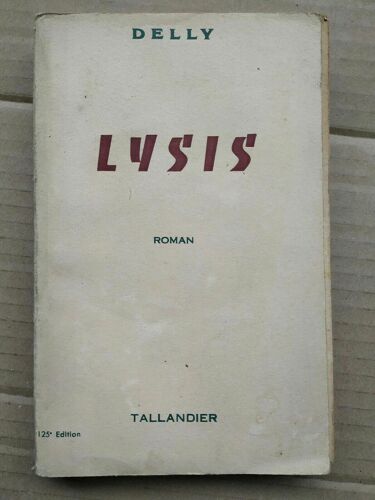 DELLY
LYSIS
ROMAN
TALLANDIER
125ᵉ Edition